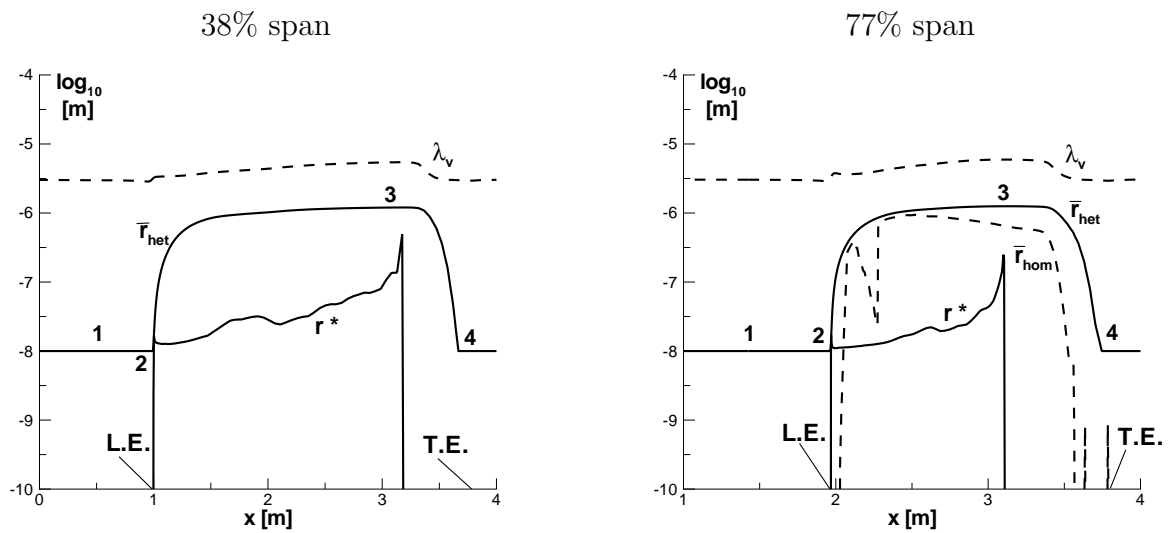 38% span
77% span
-4
-5
-6
-7
-8
-9
-10
log10
[m]
λv
3
r̅het
r *
1
2
4
L.E.
T.E.
0
1
2
3
4
x [m]
-4
-5
-6
-7
-8
-9
-10
log10
[m]
λv
3
r̅het
r̅hom
r *
1
2
4
L.E.
T.E.
1
2
3
4
x [m]